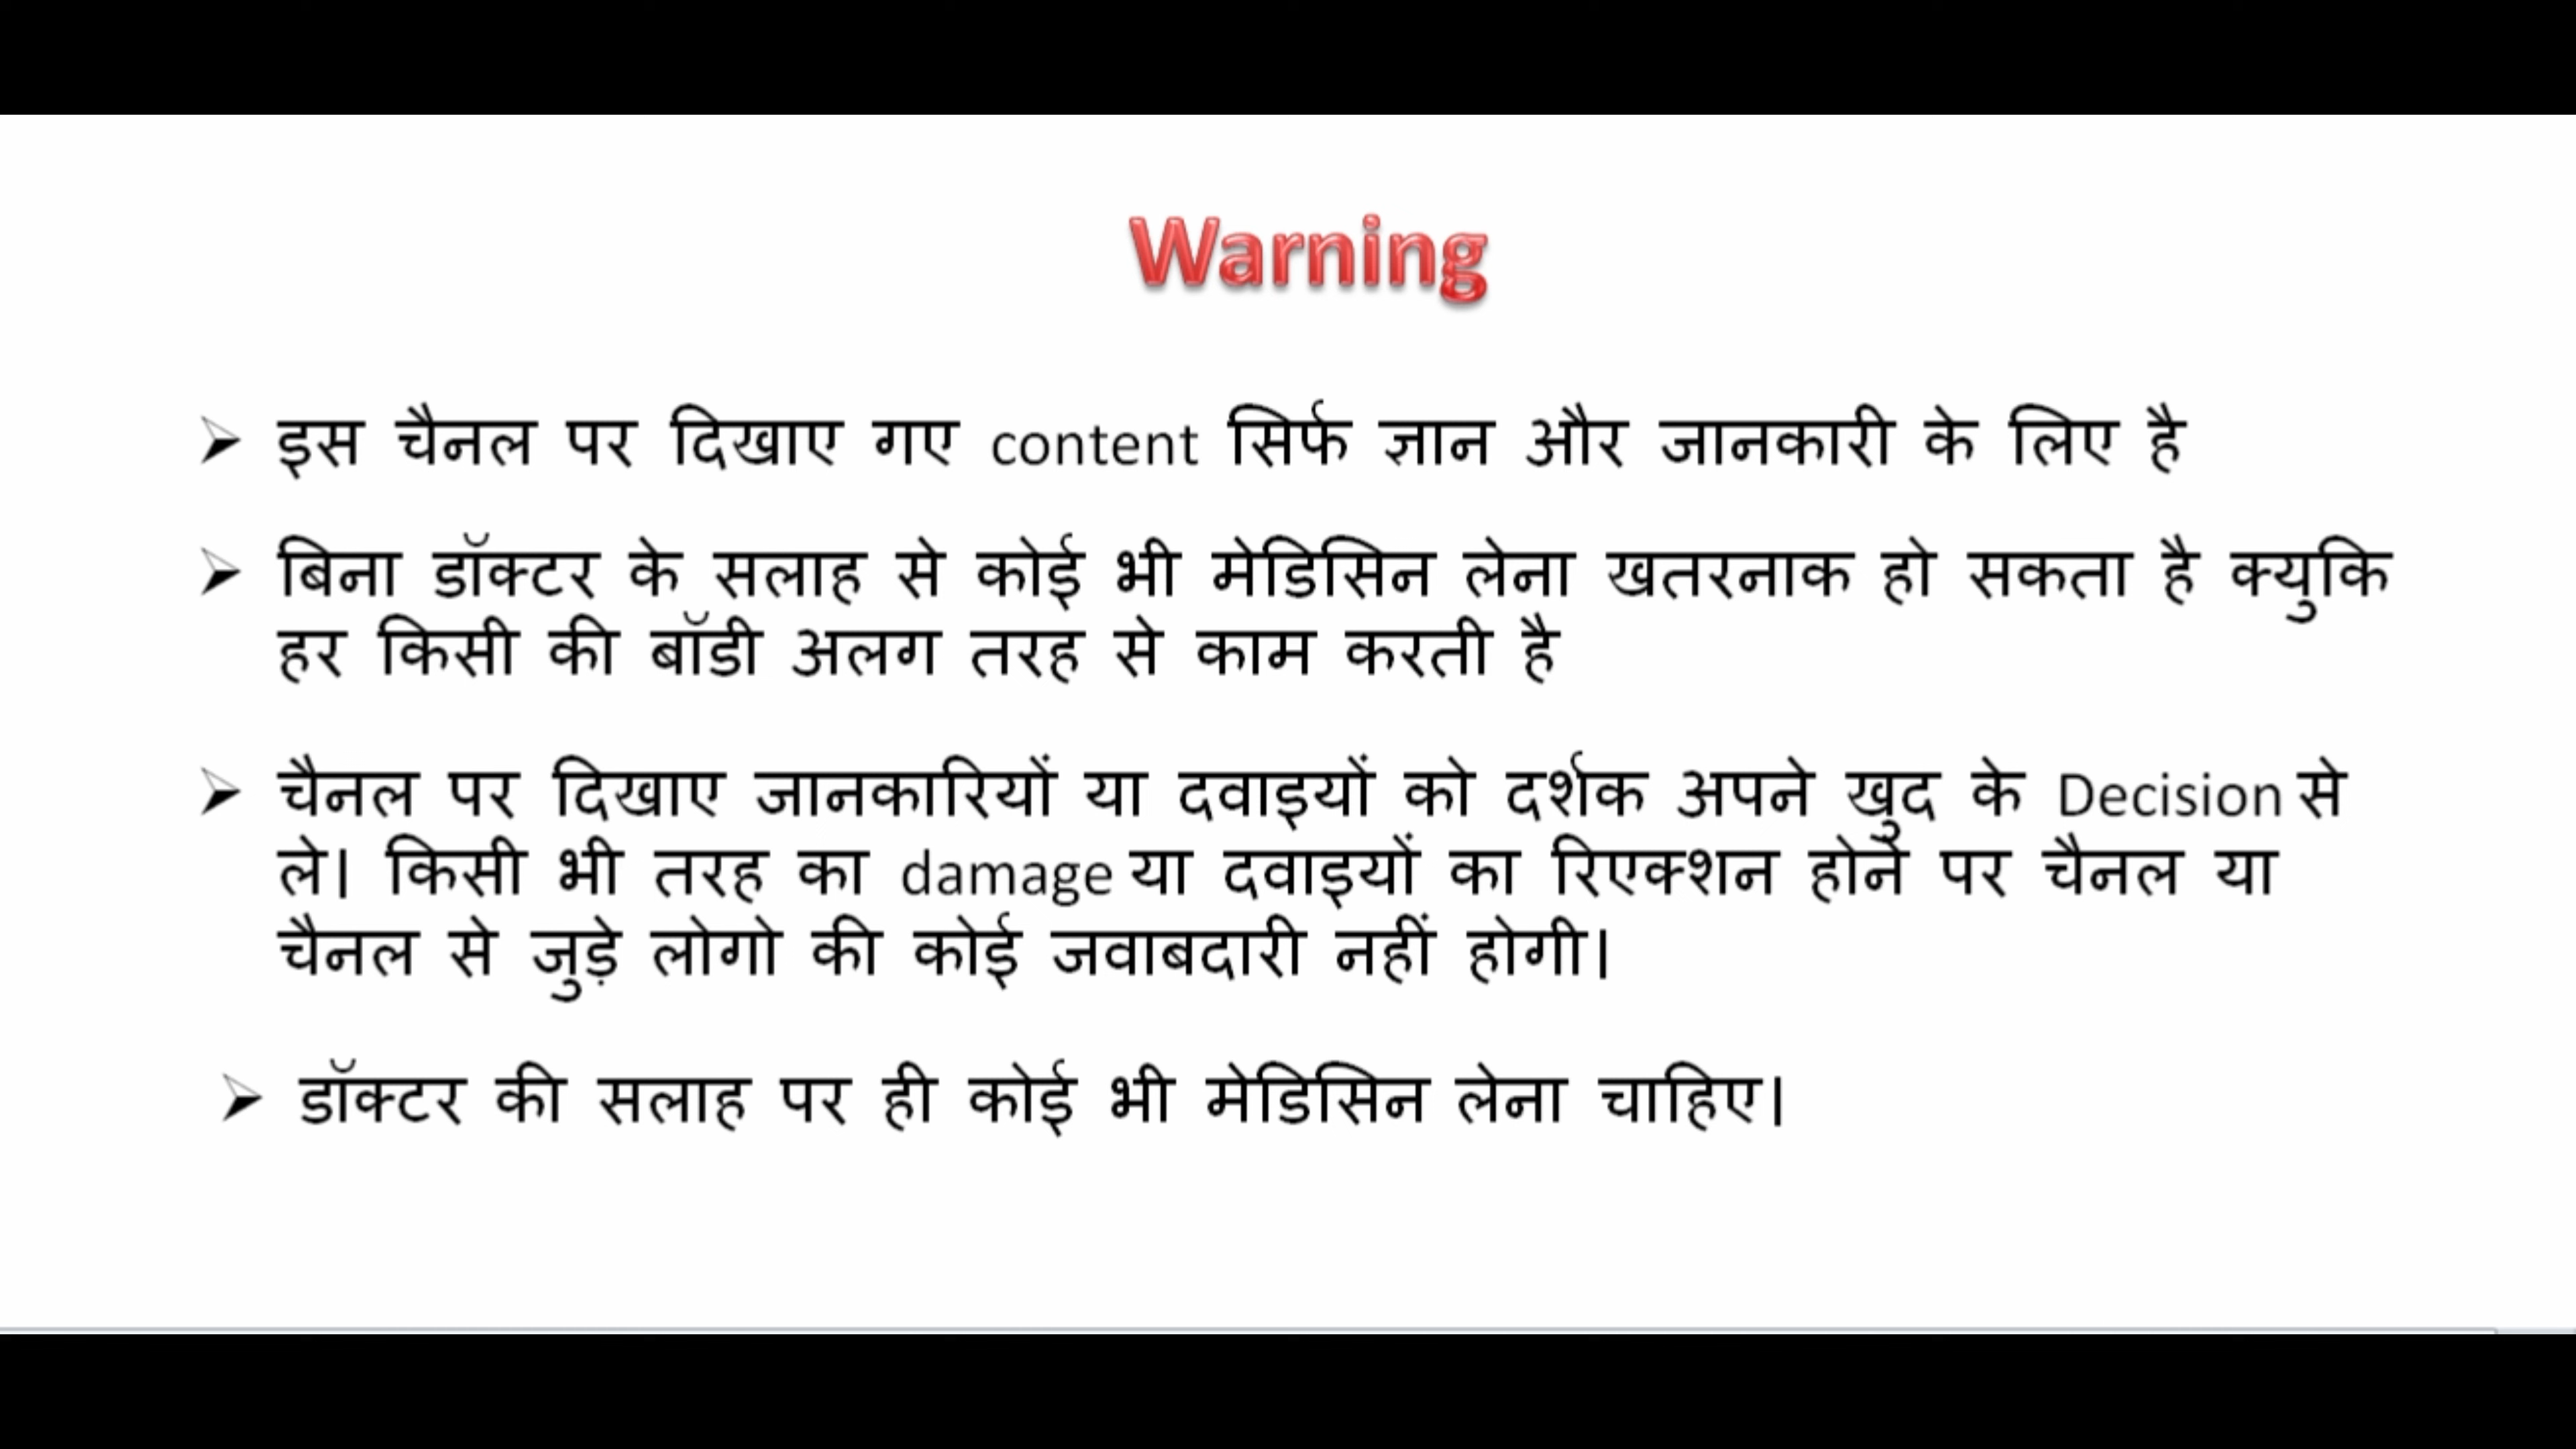 Warning
इस चैनल पर दिखाए गए content सिर्फ ज्ञान और जानकारी के लिए है
बिना डॉक्टर के सलाह से कोई भी मेडिसिन लेना खतरनाक हो सकता है क्युकि
हर किसी की बॉडी अलग तरह से काम करती है
चैनल पर दिखाए जानकारियों या दवाइयों को दर्शक अपने खुद के Decision से
ले। किसी भी तरह का damage या दवाइयों का रिएक्शन होने पर चैनल या
चैनल से जुड़े लोगो की कोई जवाबदारी नहीं होगी।
डॉक्टर की सलाह पर ही कोई भी मेडिसिन लेना चाहिए।